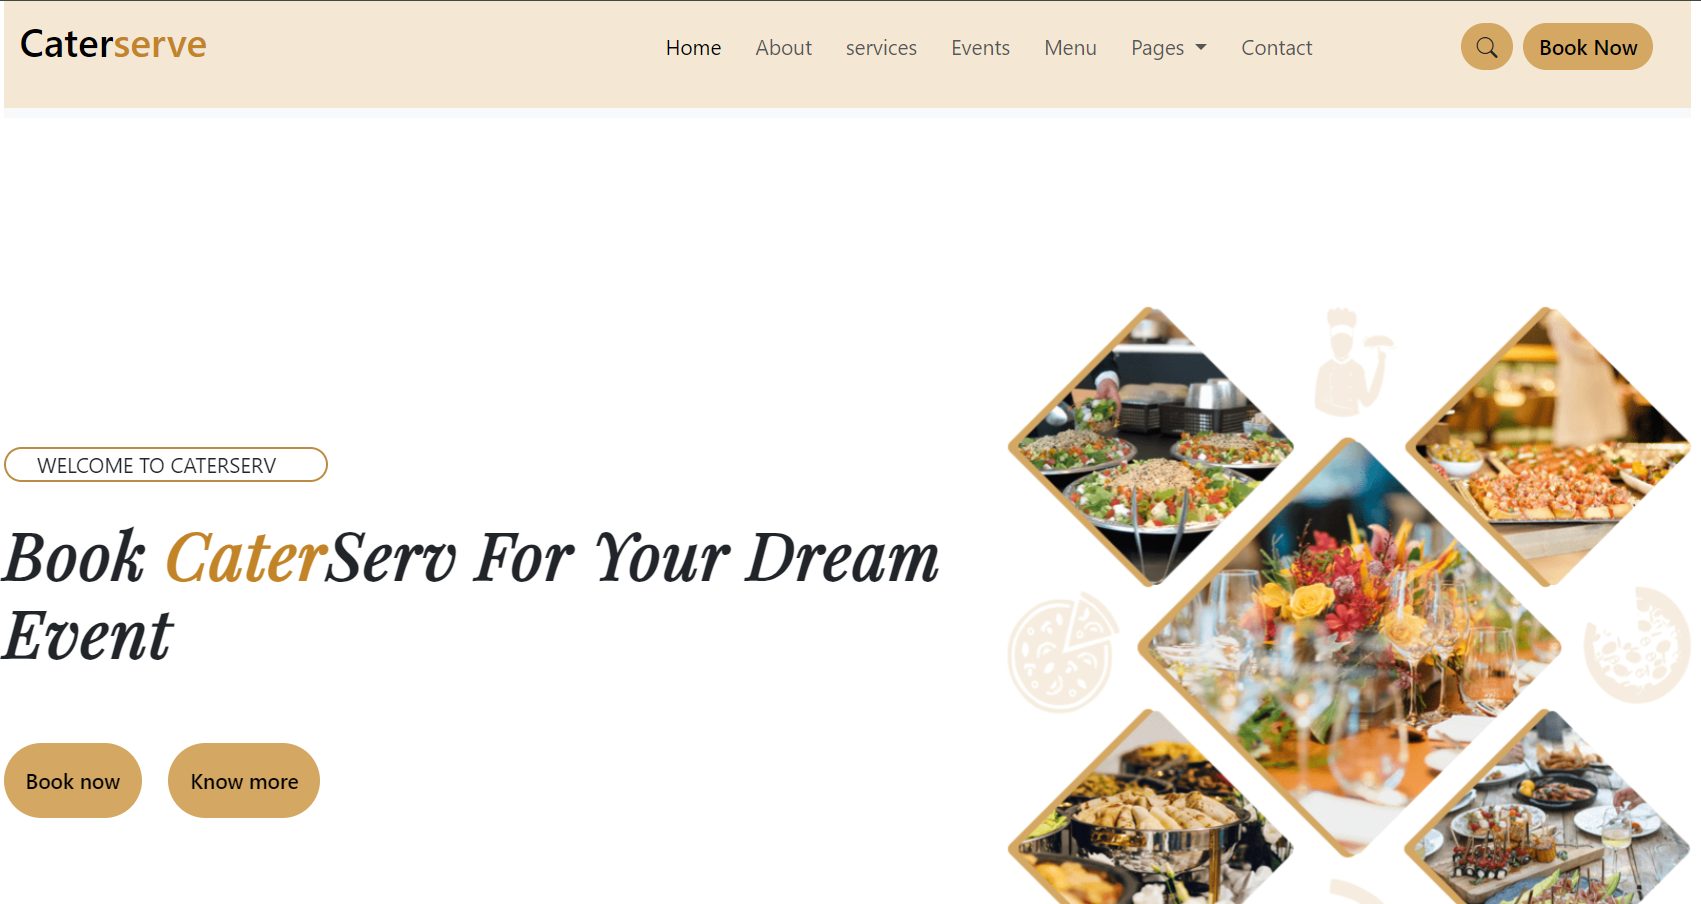 Caterserve
Home About services Events Menu Pages Contact
Book Now
WELCOME TO CATERSERV
Book CaterServ For Your Dream
Event
Book now
Know more